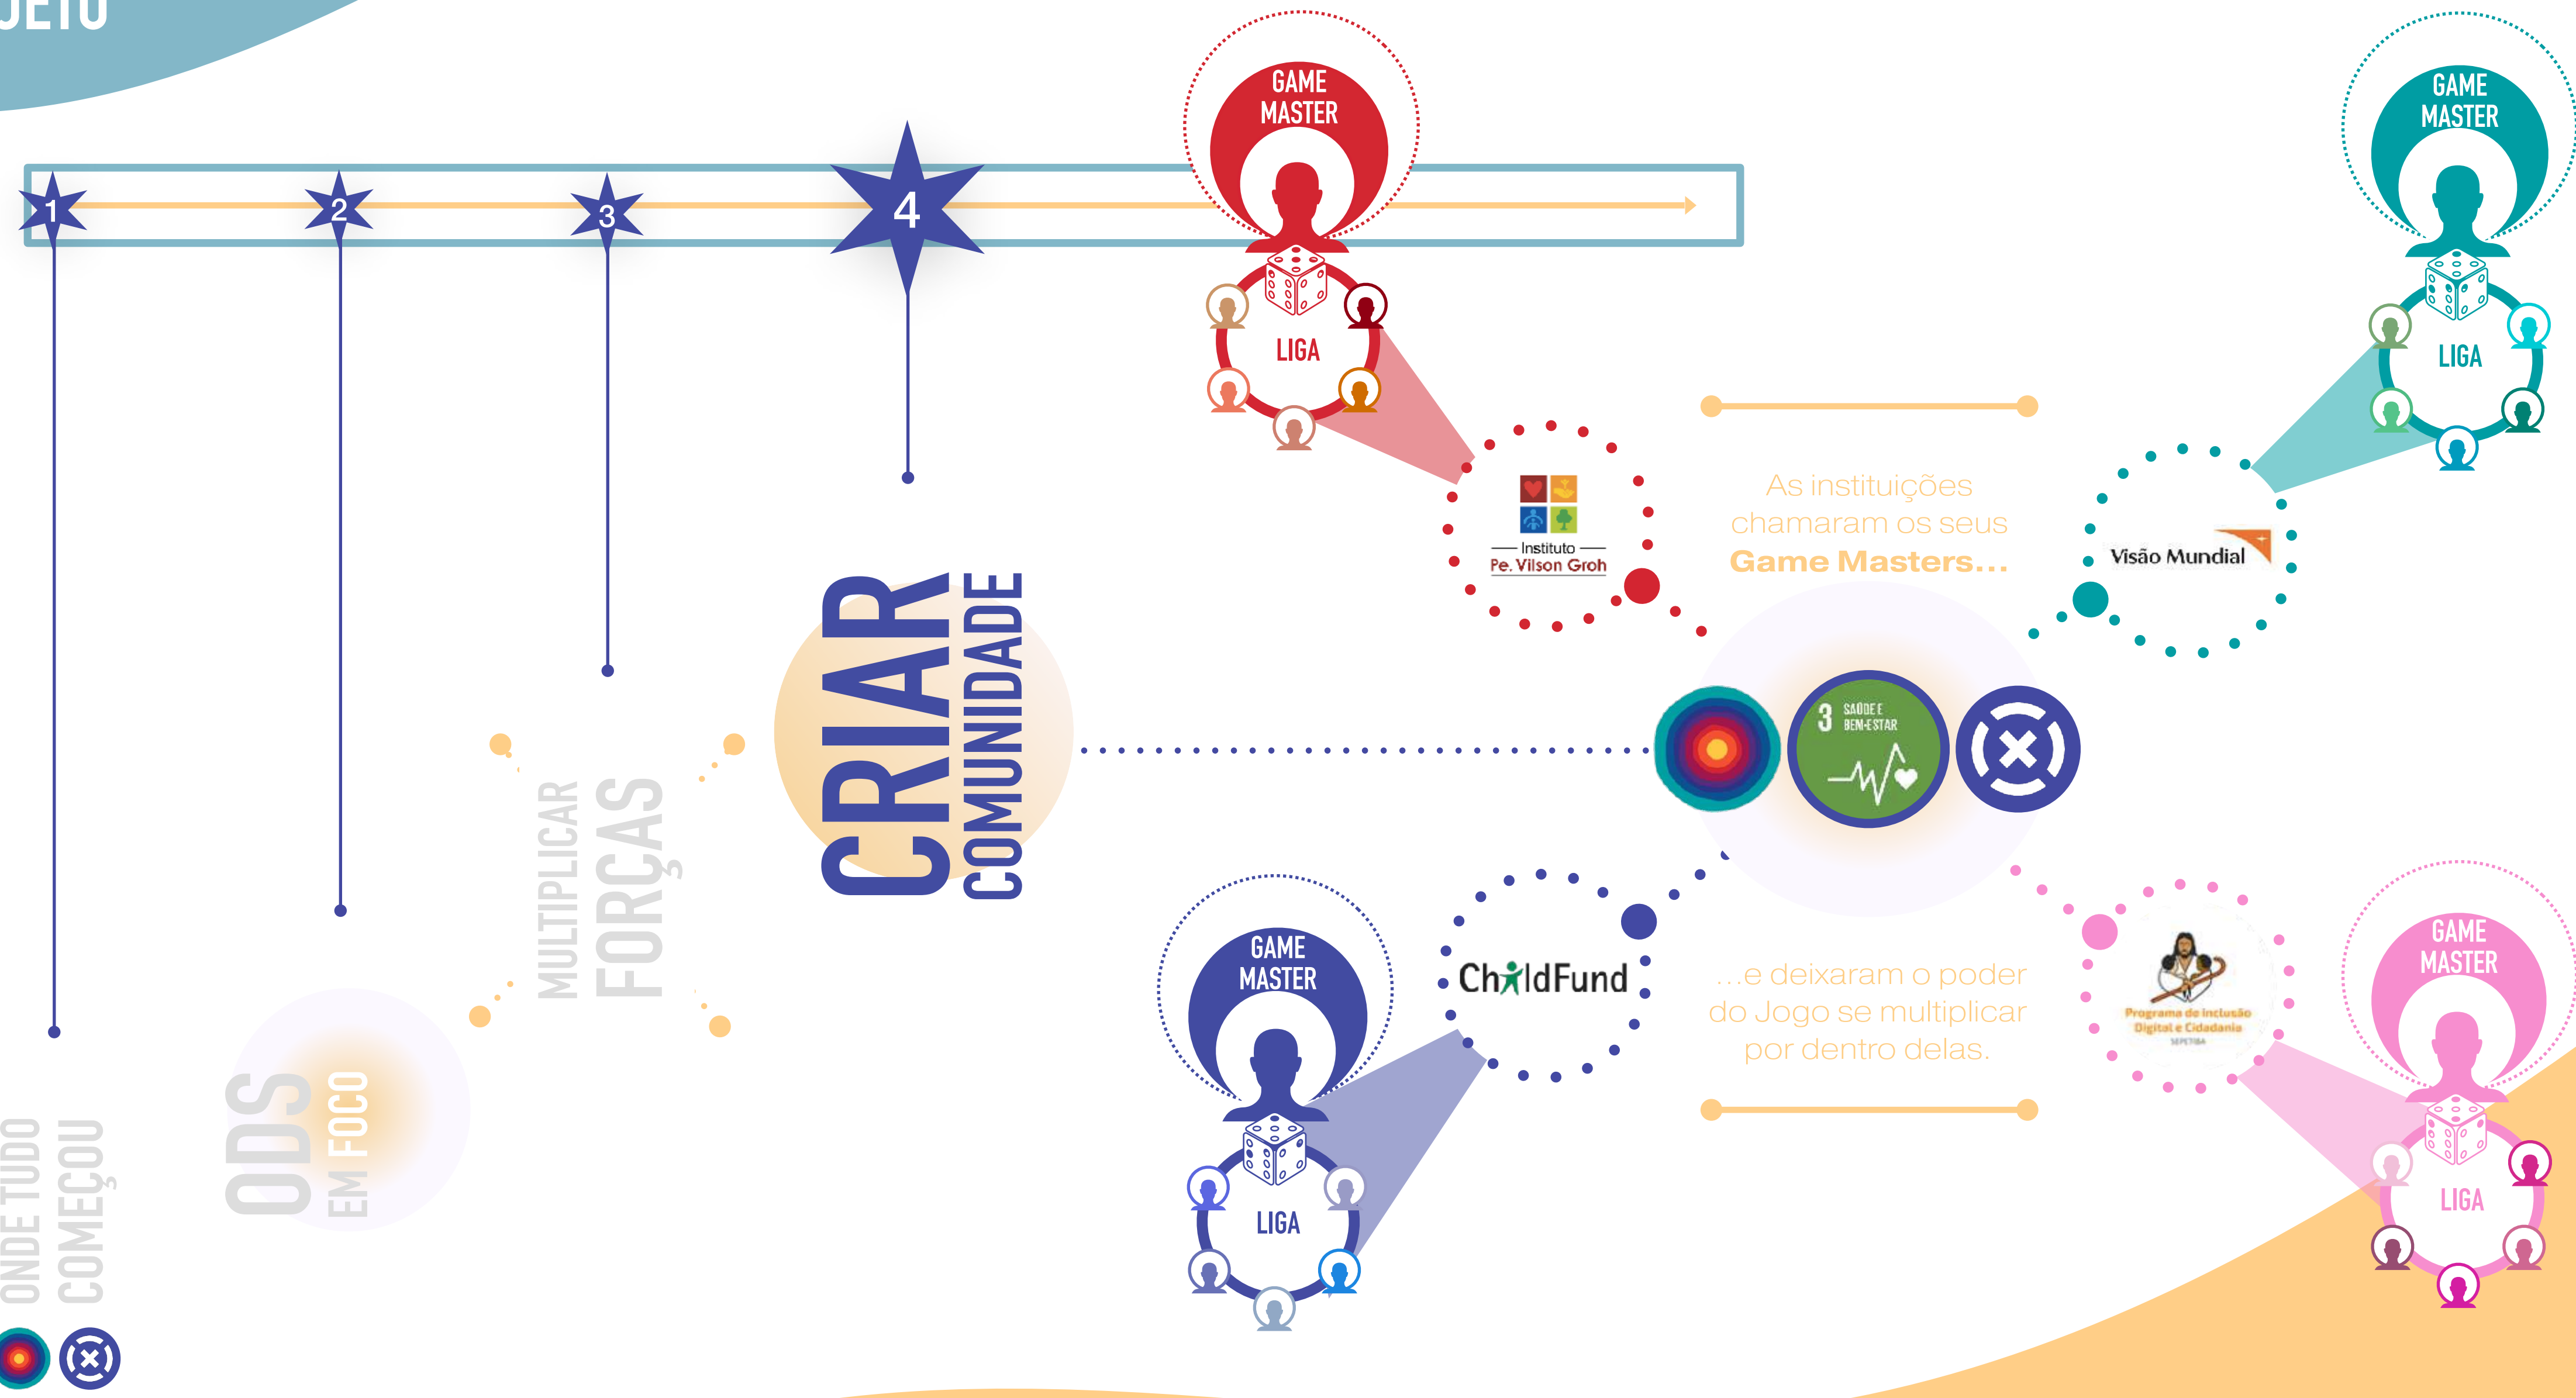 JETO
1
2
3
4
ONDE TUDO
COMEÇOU
ODS
EM FOCO
MULTIPLICAR
FORÇAS
CRIAR
COMUNIDADE
GAME
MASTER
LIGA
Instituto
Pe. Vilson Groh
As instituições
chamaram os seus
Game Masters...
GAME
MASTER
LIGA
Visão Mundial
3 SAÚDE E
BEM-ESTAR
GAME
MASTER
LIGA
ChildFund
...e deixaram o poder
do Jogo se multiplicar
por dentro delas.
Programa de Inclusão
Digital e Cidadania
SEPETIBA
GAME
MASTER
LIGA